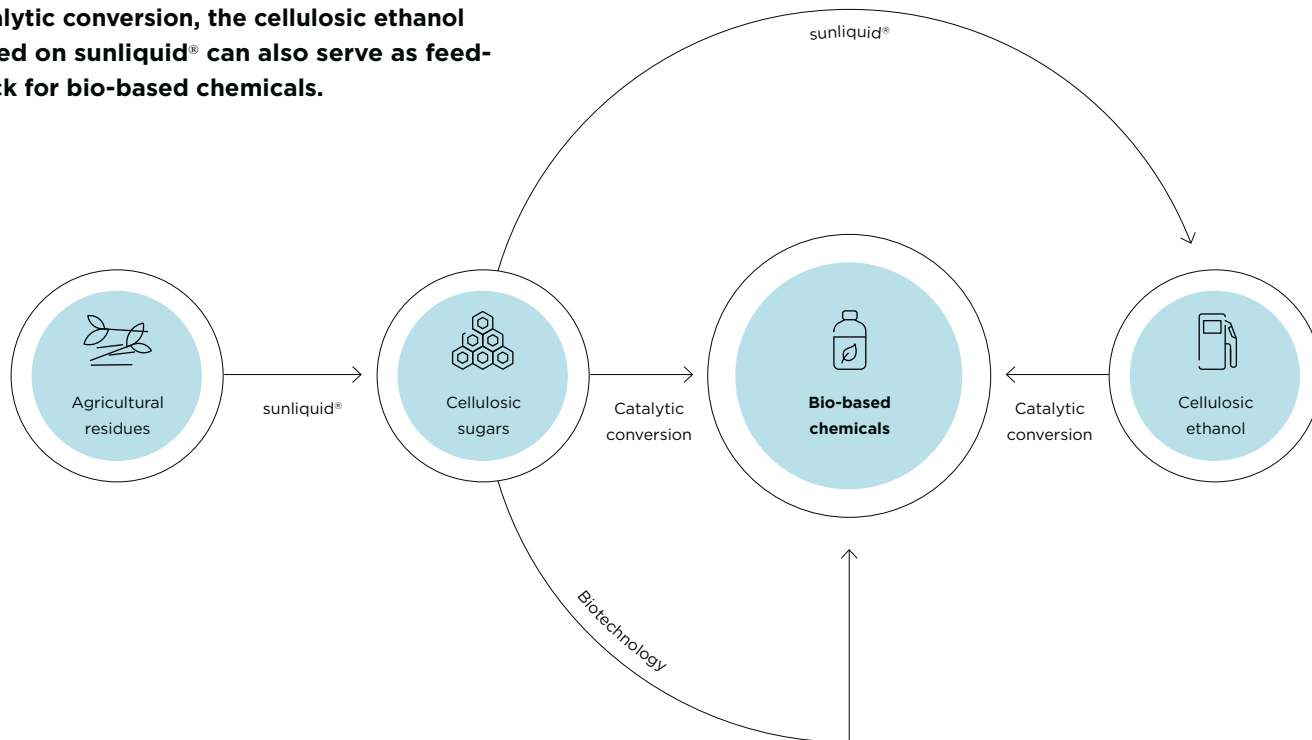 alytic conversion, the cellulosic ethanol
ed on sunliquid® can also serve as feed-
ck for bio-based chemicals.
sunliquid®
Agricultural
residues
sunliquid®
Cellulosic
sugars
Catalytic
conversion
Bio-based
chemicals
Catalytic
conversion
Cellulosic
ethanol
Biotechnology